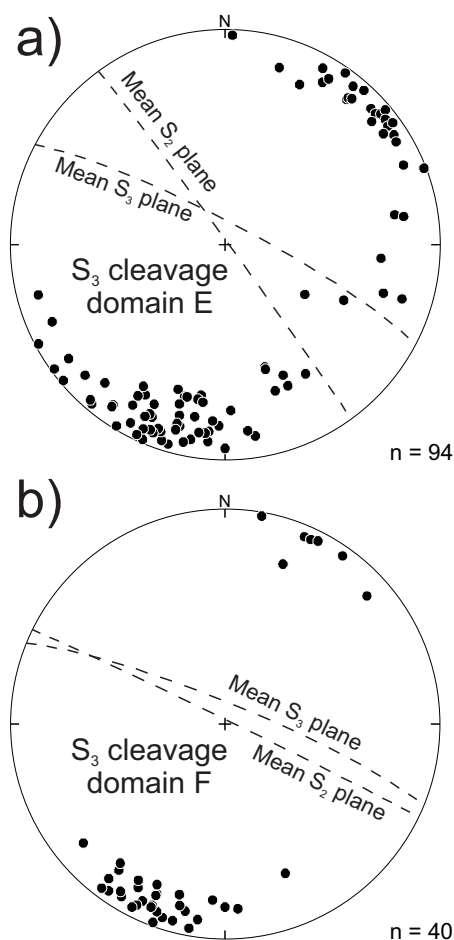 a)
N
Mean S₂ plane
Mean S₃ plane
S₃ cleavage
domain E
n = 94
b)
N
Mean S₃ plane
Mean S₂ plane
S₃ cleavage
domain F
n = 40